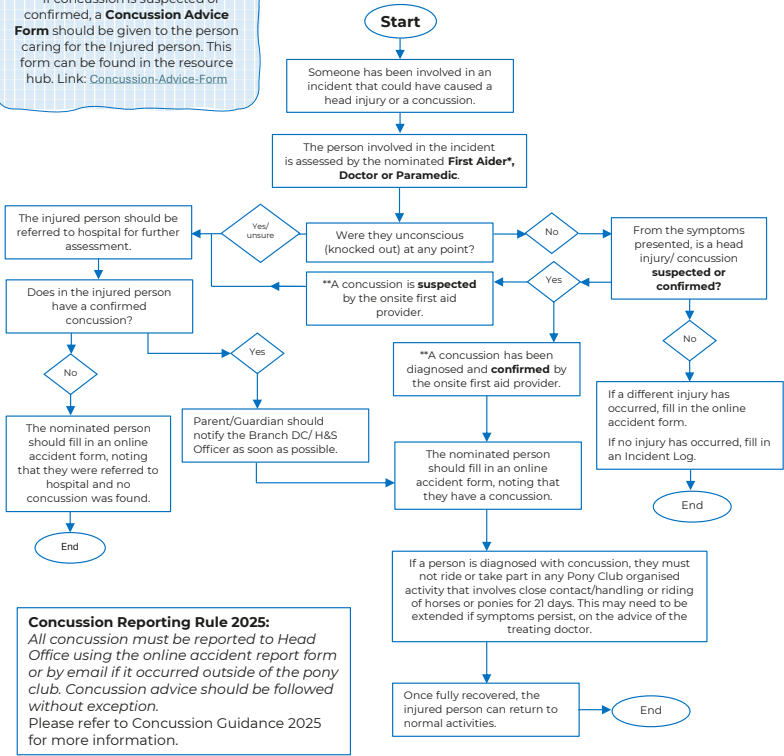 If concussion is suspected or
confirmed, a Concussion Advice
Form should be given to the person
caring for the Injured person. This
form can be found in the resource
hub. Link: Concussion-Advice-Form
Start
Someone has been involved in an
incident that could have caused a
head injury or a concussion.
The person involved in the incident
is assessed by the nominated First Aider*,
Doctor or Paramedic.
Were they unconscious
(knocked out) at any point?
Yes/
unsure
The injured person should be
referred to hospital for further
assessment.
No
From the symptoms
presented, is a head
injury/ concussion
suspected or
confirmed?
Yes
**A concussion is suspected
by the onsite first aid
provider.
Does in the injured person
have a confirmed
concussion?
No
Yes
**A concussion has been
diagnosed and confirmed by
the onsite first aid provider.
No
If a different injury has
occurred, fill in the online
accident form.
If no injury has occurred, fill in
an Incident Log.
End
The nominated person
should fill in an online
accident form, noting
that they were referred to
hospital and no
concussion was found.
End
Parent/Guardian should
notify the Branch DC/ H&S
Officer as soon as possible.
The nominated person
should fill in an online
accident form, noting that
they have a concussion.
If a person is diagnosed with concussion, they must
not ride or take part in any Pony Club organised
activity that involves close contact/handling or riding
of horses or ponies for 21 days. This may need to be
extended if symptoms persist, on the advice of the
treating doctor.
Once fully recovered, the
injured person can return to
normal activities.
End
Concussion Reporting Rule 2025:
All concussion must be reported to Head
Office using the online accident report form
or by email if it occurred outside of the pony
club. Concussion advice should be followed
without exception.
Please refer to Concussion Guidance 2025
for more information.